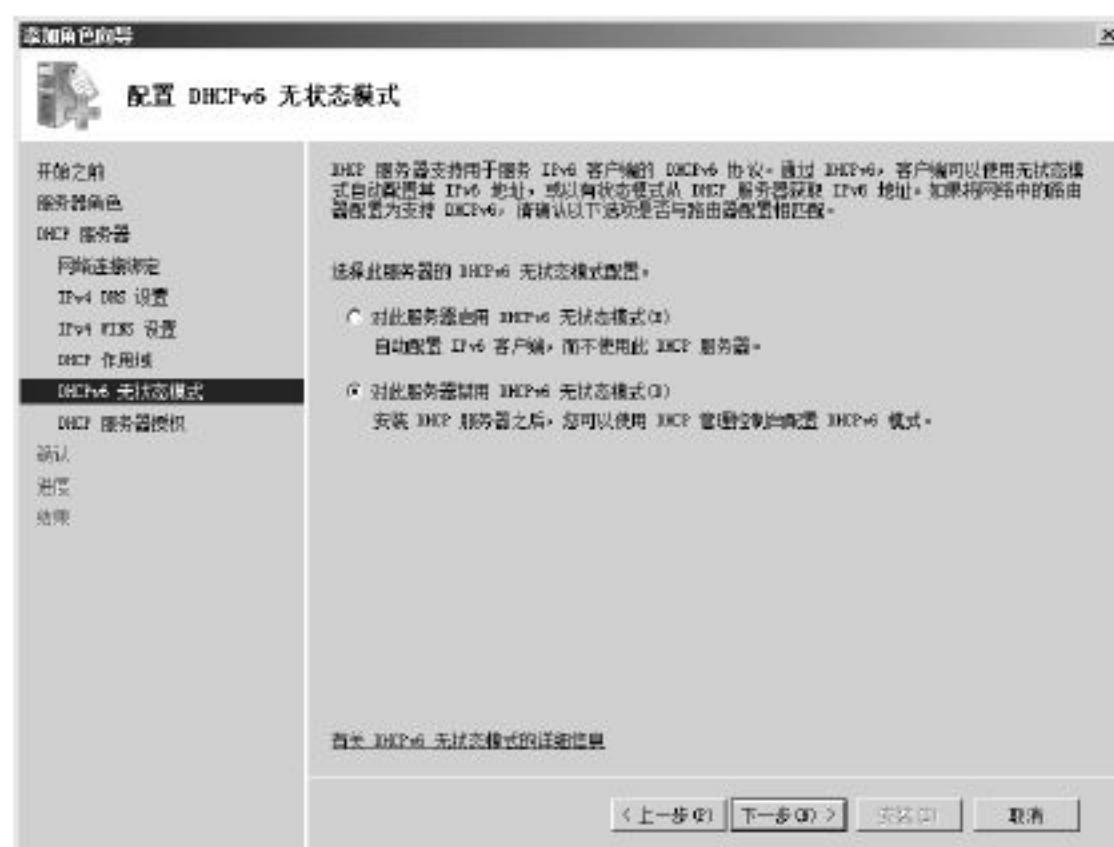 添加角色向导
配置 DHCPv6 无状态模式
开始之前
服务器角色
DHCP 服务器
网络连接绑定
IPv4 DNS 设置
IPv4 WINS 设置
DHCP 作用域
DHCPv6 无状态模式
DHCP 服务器授权
确认
进度
结果
DHCP 服务器支持用于服务 IPv6 客户端的 DHCPv6 协议。通过 DHCPv6，客户端可以使用无状态模
式自动配置其 IPv6 地址，或以有状态模式从 DHCP 服务器获取 IPv6 地址。如果将网络中的路由
器配置为支持 DHCPv6，请确认以下选项是否与路由器配置相匹配。
选择此服务器的 DHCPv6 无状态模式配置。
对此服务器启用 DHCPv6 无状态模式(E)
自动配置 IPv6 客户端，而不使用此 DHCP 服务器。
对此服务器禁用 DHCPv6 无状态模式(D)
安装 DHCP 服务器之后，您可以使用 DHCP 管理控制台配置 DHCPv6 模式。
有关 DHCPv6 无状态模式的详细信息
< 上一步(P) 下一步(N) > 安装(I) 取消